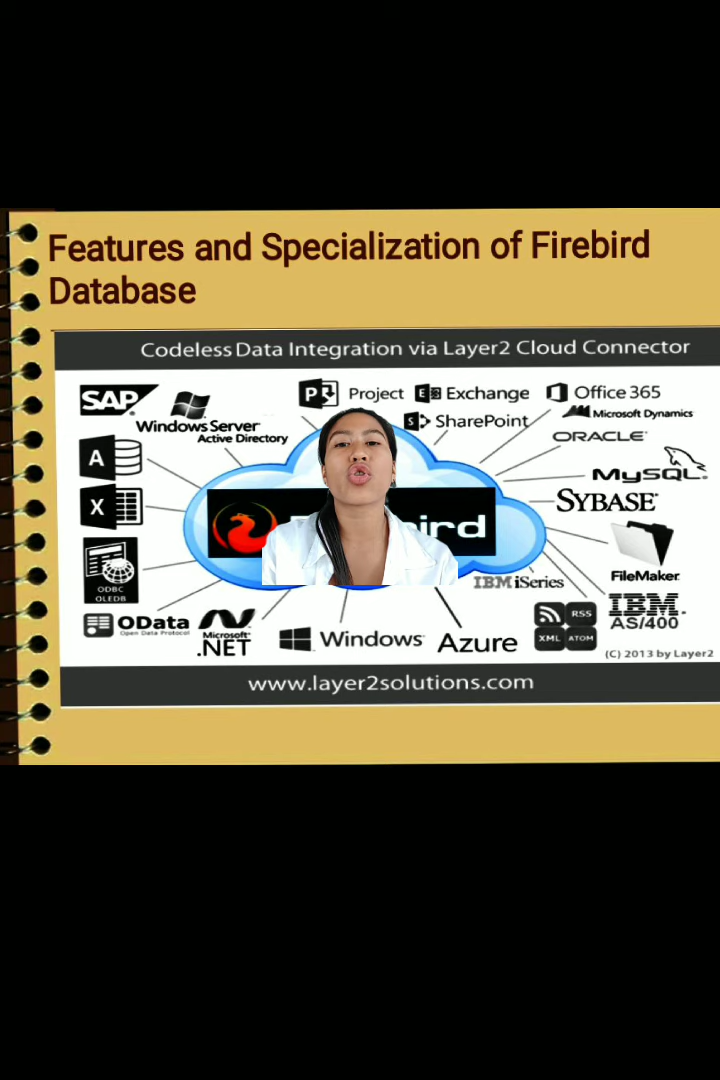 Features and Specialization of Firebird
Database
Codeless Data Integration via Layer2 Cloud Connector
SAP®
Windows Server
Active Directory
P Project
E Exchange
Office 365
S SharePoint
Microsoft Dynamics
ORACLE
A
MySQL
X
SYBASE
ird
FileMaker
ODBC
OLEDB
IBM iSeries
OData
Open Data Protocol
Microsoft
.NET
Windows
Azure
RSS
XML
ATOM
IBM
AS/400
(C) 2013 by Layer2
www.layer2solutions.com